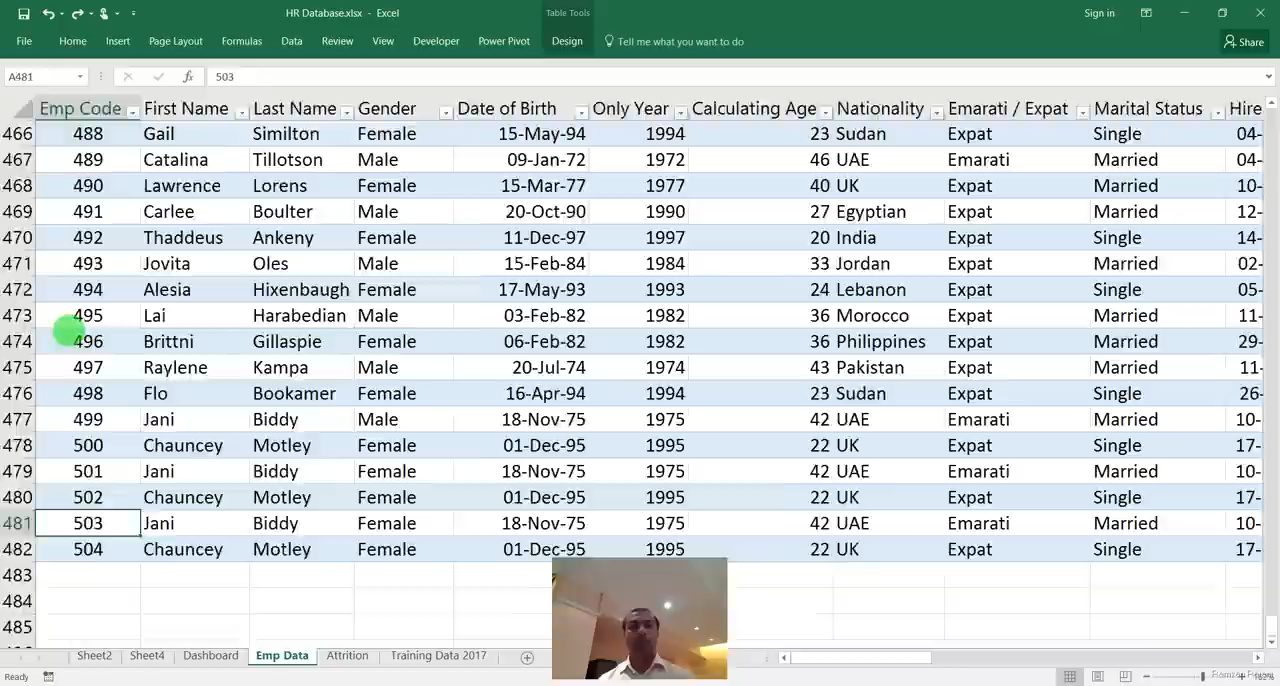 HR Database.xlsx - Excel
Table Tools
Sign in
File Home Insert Page Layout Formulas Data Review View Developer Power Pivot Design Tell me what you want to do Share
A481 fx 503
Emp Code First Name Last Name Gender Date of Birth Only Year Calculating Age Nationality Emarati / Expat Marital Status Hire
466 488 Gail Similton Female 15-May-94 1994 23 Sudan Expat Single 04-
467 489 Catalina Tillotson Male 09-Jan-72 1972 46 UAE Emarati Married 04-
468 490 Lawrence Lorens Female 15-Mar-77 1977 40 UK Expat Married 10-
469 491 Carlee Boulter Male 20-Oct-90 1990 27 Egyptian Expat Married 12-
470 492 Thaddeus Ankeny Female 11-Dec-97 1997 20 India Expat Single 14-
471 493 Jovita Oles Male 15-Feb-84 1984 33 Jordan Expat Married 02-
472 494 Alesia Hixenbaugh Female 17-May-93 1993 24 Lebanon Expat Single 05-
473 495 Lai Harabedian Male 03-Feb-82 1982 36 Morocco Expat Married 11-
474 496 Brittni Gillaspie Female 06-Feb-82 1982 36 Philippines Expat Married 29-
475 497 Raylene Kampa Male 20-Jul-74 1974 43 Pakistan Expat Married 11-
476 498 Flo Bookamer Female 16-Apr-94 1994 23 Sudan Expat Single 26-
477 499 Jani Biddy Male 18-Nov-75 1975 42 UAE Emarati Married 10-
478 500 Chauncey Motley Female 01-Dec-95 1995 22 UK Expat Single 17-
479 501 Jani Biddy Female 18-Nov-75 1975 42 UAE Emarati Married 10-
480 502 Chauncey Motley Female 01-Dec-95 1995 22 UK Expat Single 17-
481 503 Jani Biddy Female 18-Nov-75 1975 42 UAE Emarati Married 10-
482 504 Chauncey Motley Female 01-Dec-95 1995 22 UK Expat Single 17-
483
484
485
Sheet2 Sheet4 Dashboard Emp Data Attrition Training Data 2017
Ready